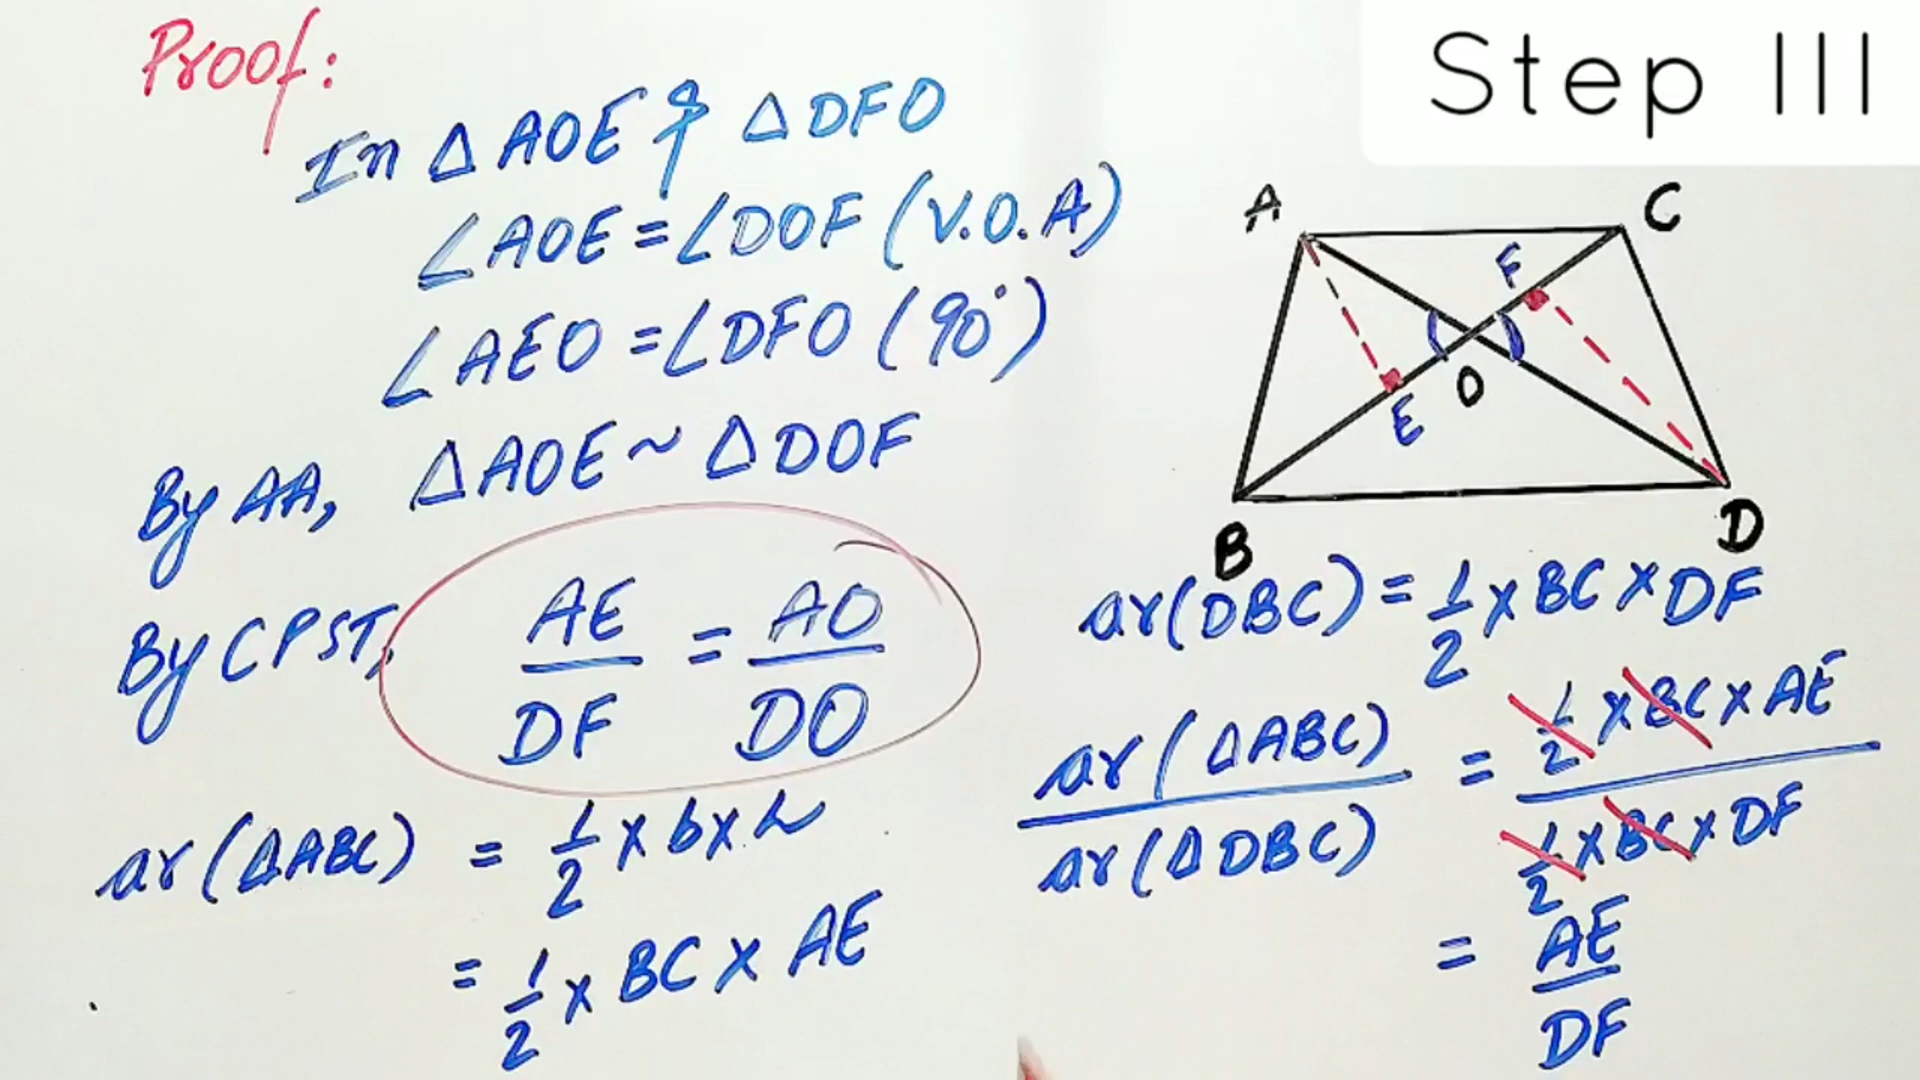 Step III
Proof:
In △ AOE & △ DFO
∠AOE = ∠DOF (V.O.A)
∠AEO = ∠DFO (90°)
By AA, △AOE ~ △DOF
By CPST, AE/DF = AO/DO
ar(△ABC) = 1/2 × b × h
= 1/2 × BC × AE
A
C
F
O
E
B
D
ar(DBC) = 1/2 × BC × DF
ar(△ABC)/ar(△DBC) = 1/2 × BC × AE / 1/2 × BC × DF
= AE/DF